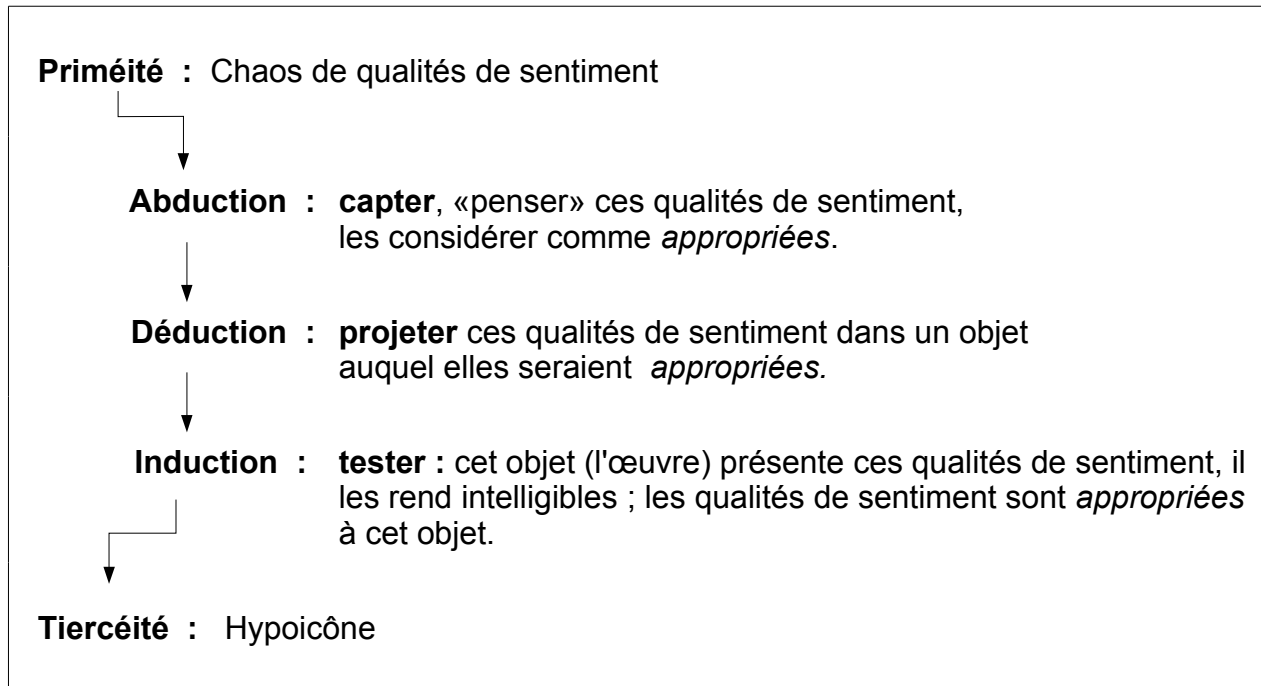 Priméité : Chaos de qualités de sentiment
Abduction : capter, «penser» ces qualités de sentiment,
les considérer comme appropriées.
Déduction : projeter ces qualités de sentiment dans un objet
auquel elles seraient appropriées.
Induction : tester : cet objet (l'œuvre) présente ces qualités de sentiment, il
les rend intelligibles ; les qualités de sentiment sont appropriées
à cet objet.
Tiercéité : Hypoicône